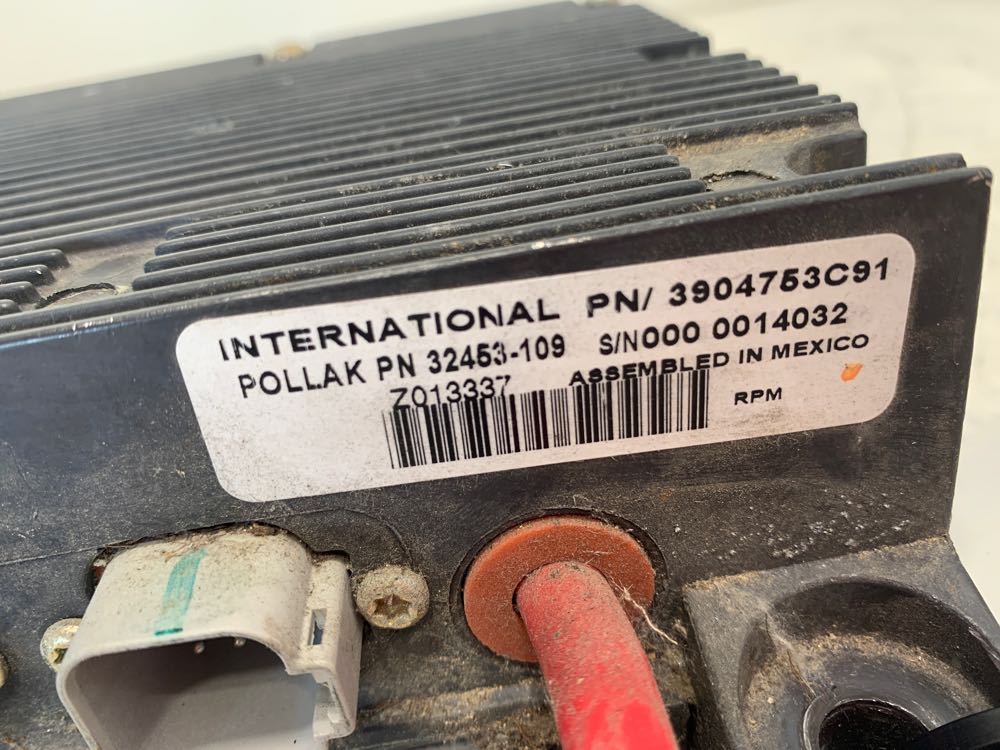 INTERNATIONAL PN/ 3904753C91
POLLAK PN 32453-109 S/N000 0014032
Z013337 ASSEMBLED IN MEXICO
RPM